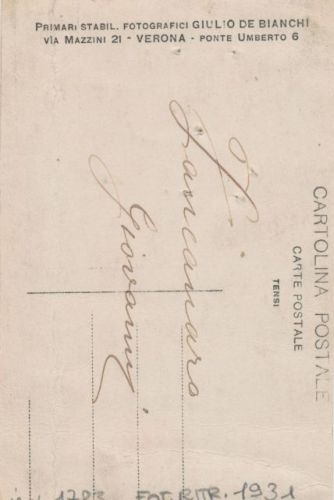 PRIMARI STABIL. FOTOGRAFICI GIULIO DE BIANCHI
VIA MAZZINI 21 - VERONA - PONTE UMBERTO 6
CARTOLINA POSTALE
CARTE POSTALE
TENSI
Giovanni
1783 FOT. RITR. 1931